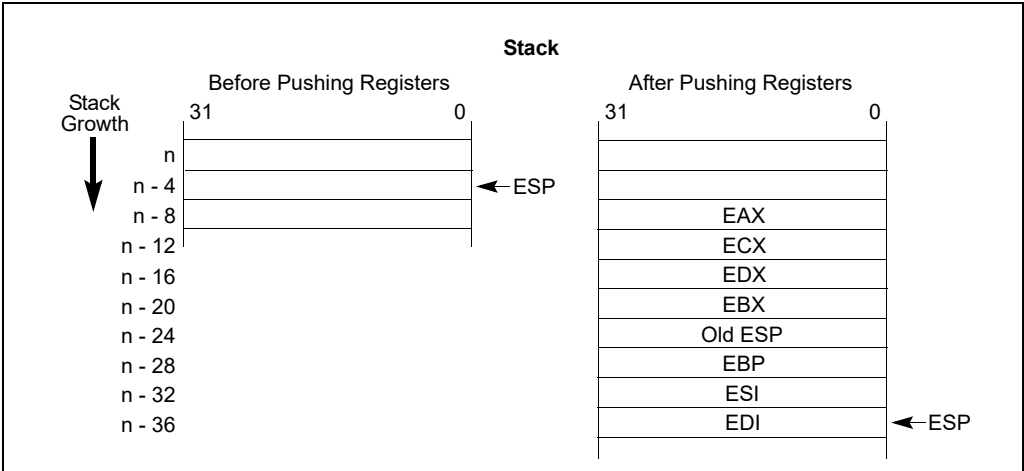 Stack
Before Pushing Registers After Pushing Registers
Stack
Growth
31 0 31 0
n
n - 4 ESP
n - 8 EAX
n - 12 ECX
n - 16 EDX
n - 20 EBX
n - 24 Old ESP
n - 28 EBP
n - 32 ESI
n - 36 EDI ESP